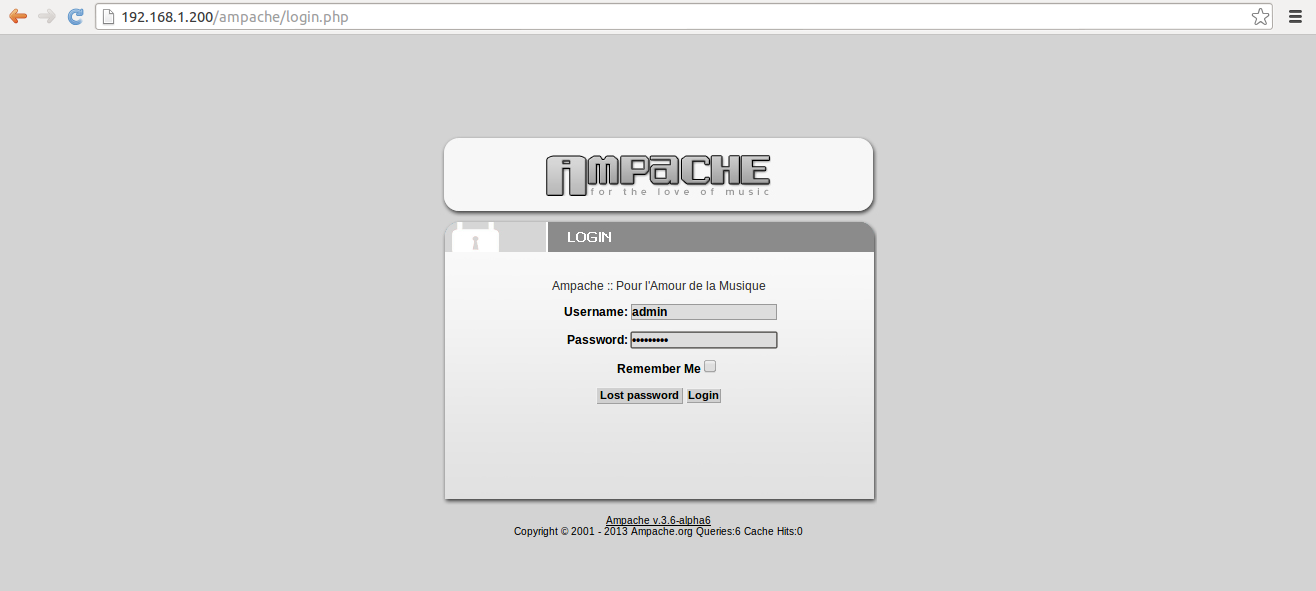 192.168.1.200/ampache/login.php
AMPACHE
for the love of music
LOGIN
Ampache :: Pour l'Amour de la Musique
Username: admin
Password: •••••••••
Remember Me
Lost password Login
Ampache v.3.6-alpha6
Copyright © 2001 - 2013 Ampache.org Queries:6 Cache Hits:0